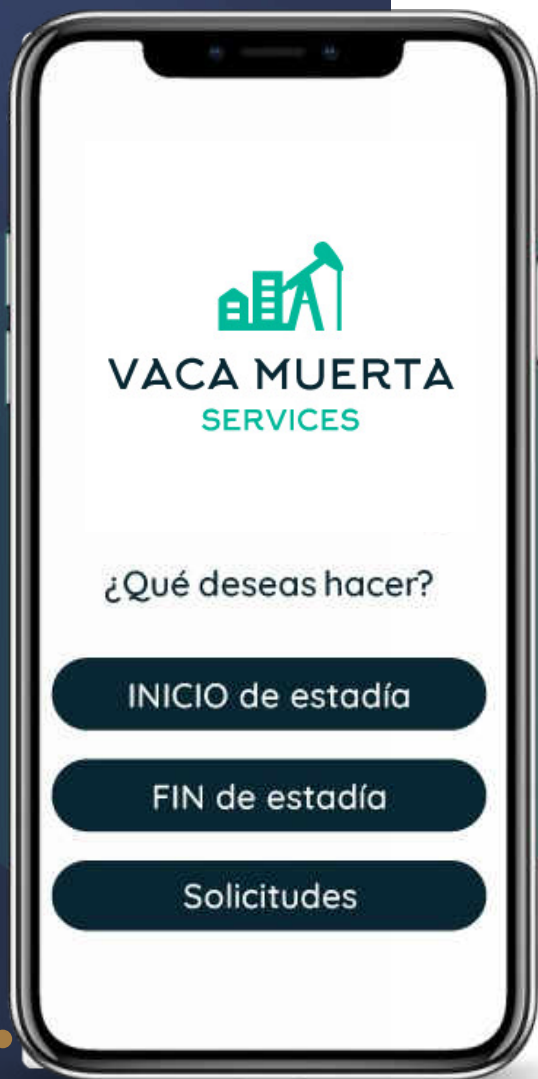 VACA MUERTA
SERVICES
¿Qué deseas hacer?
INICIO de estadía
FIN de estadía
Solicitudes